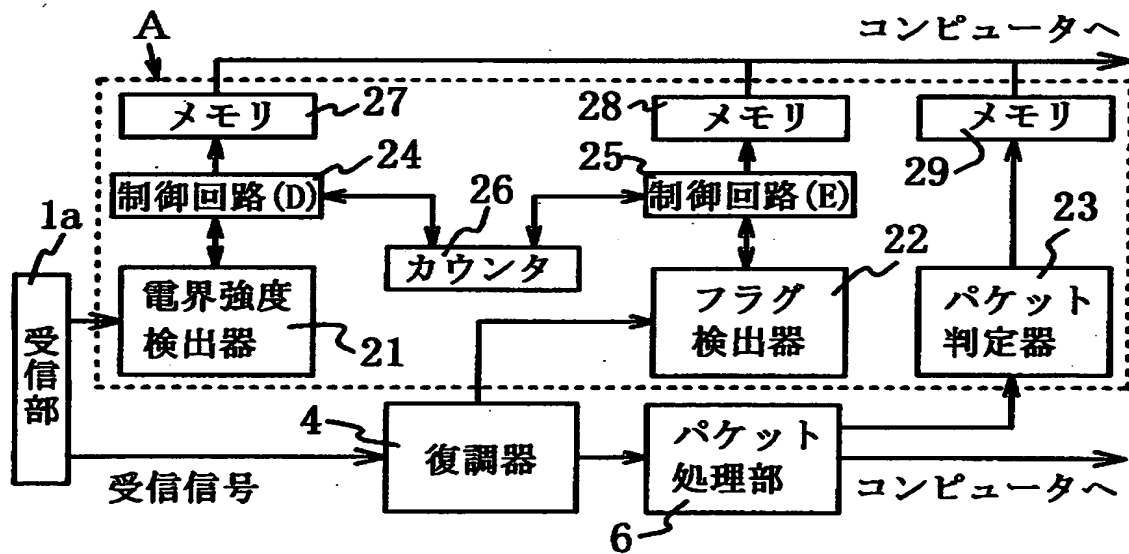 A
コンピュータへ
メモリ
27
28
メモリ
メモリ
29
24
制御回路(D)
25
制御回路(E)
26
カウンタ
1a
受信部
電界強度
検出器
21
フラグ
検出器
22
23
パケット
判定器
4
復調器
パケット
処理部
6
受信信号
コンピュータへ